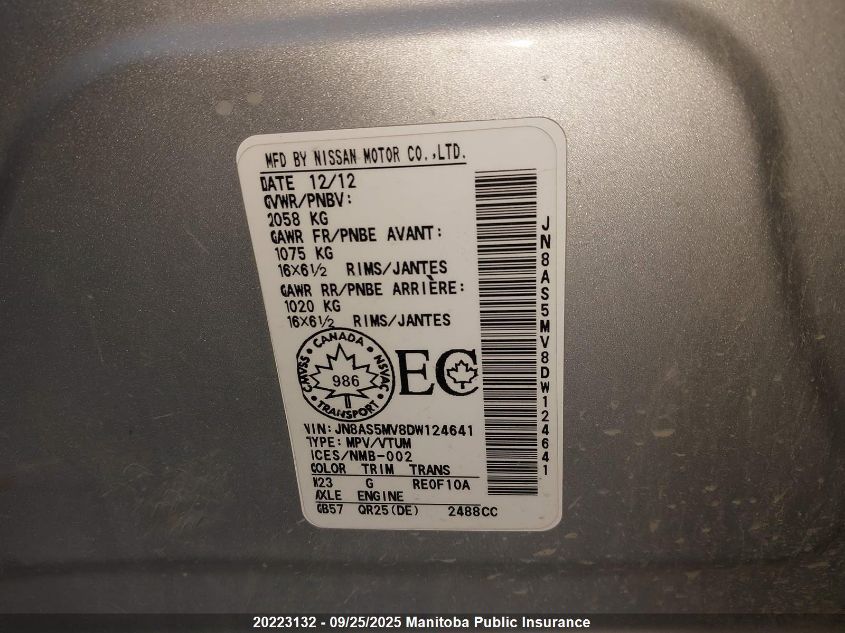 MFD BY NISSAN MOTOR CO.,LTD.
DATE 12/12
GVWR/PNBV:
2058 KG
GAWR FR/PNBE AVANT:
1075 KG
16X6½ RIMS/JANTES
GAWR RR/PNBE ARRIÈRE:
1020 KG
16X6½ RIMS/JANTES
CANADA
CMVSS NSVAC
986
TRANSPORT
EC
VIN: JN8AS5MV8DW124641
TYPE: MPV/VTUM
ICES/NMB-002
COLOR TRIM TRANS
K23 G RE0F10A
AXLE ENGINE
GB57 QR25(DE) 2488CC
JN8AS5MV8DW124641
20223132 - 09/25/2025 Manitoba Public Insurance